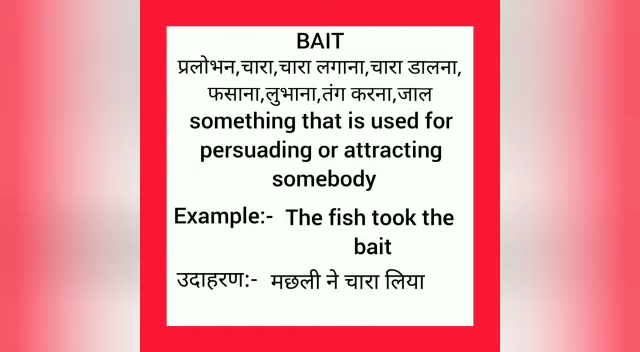 BAIT
प्रलोभन,चारा,चारा लगाना,चारा डालना,
फसाना,लुभाना,तंग करना,जाल
something that is used for
persuading or attracting
somebody
Example:- The fish took the
bait
उदाहरण:- मछली ने चारा लिया